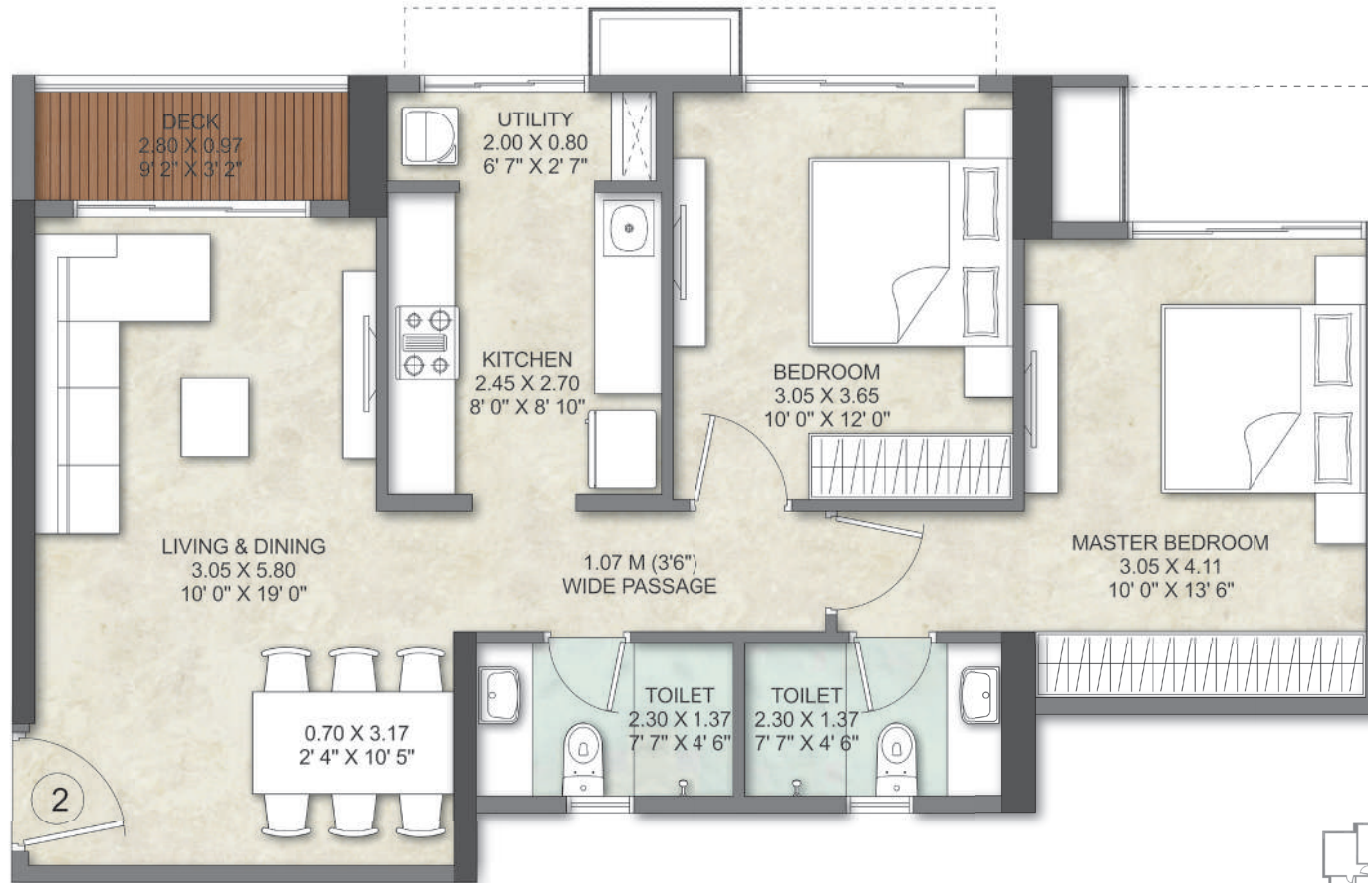 DECK
2.80 X 0.97
9' 2" X 3' 2"
UTILITY
2.00 X 0.80
6' 7" X 2' 7"
KITCHEN
2.45 X 2.70
8' 0" X 8' 10"
BEDROOM
3.05 X 3.65
10' 0" X 12' 0"
LIVING & DINING
3.05 X 5.80
10' 0" X 19' 0"
1.07 M (3'6")
WIDE PASSAGE
MASTER BEDROOM
3.05 X 4.11
10' 0" X 13' 6"
TOILET
2.30 X 1.37
7' 7" X 4' 6"
TOILET
2.30 X 1.37
7' 7" X 4' 6"
0.70 X 3.17
2' 4" X 10' 5"
2